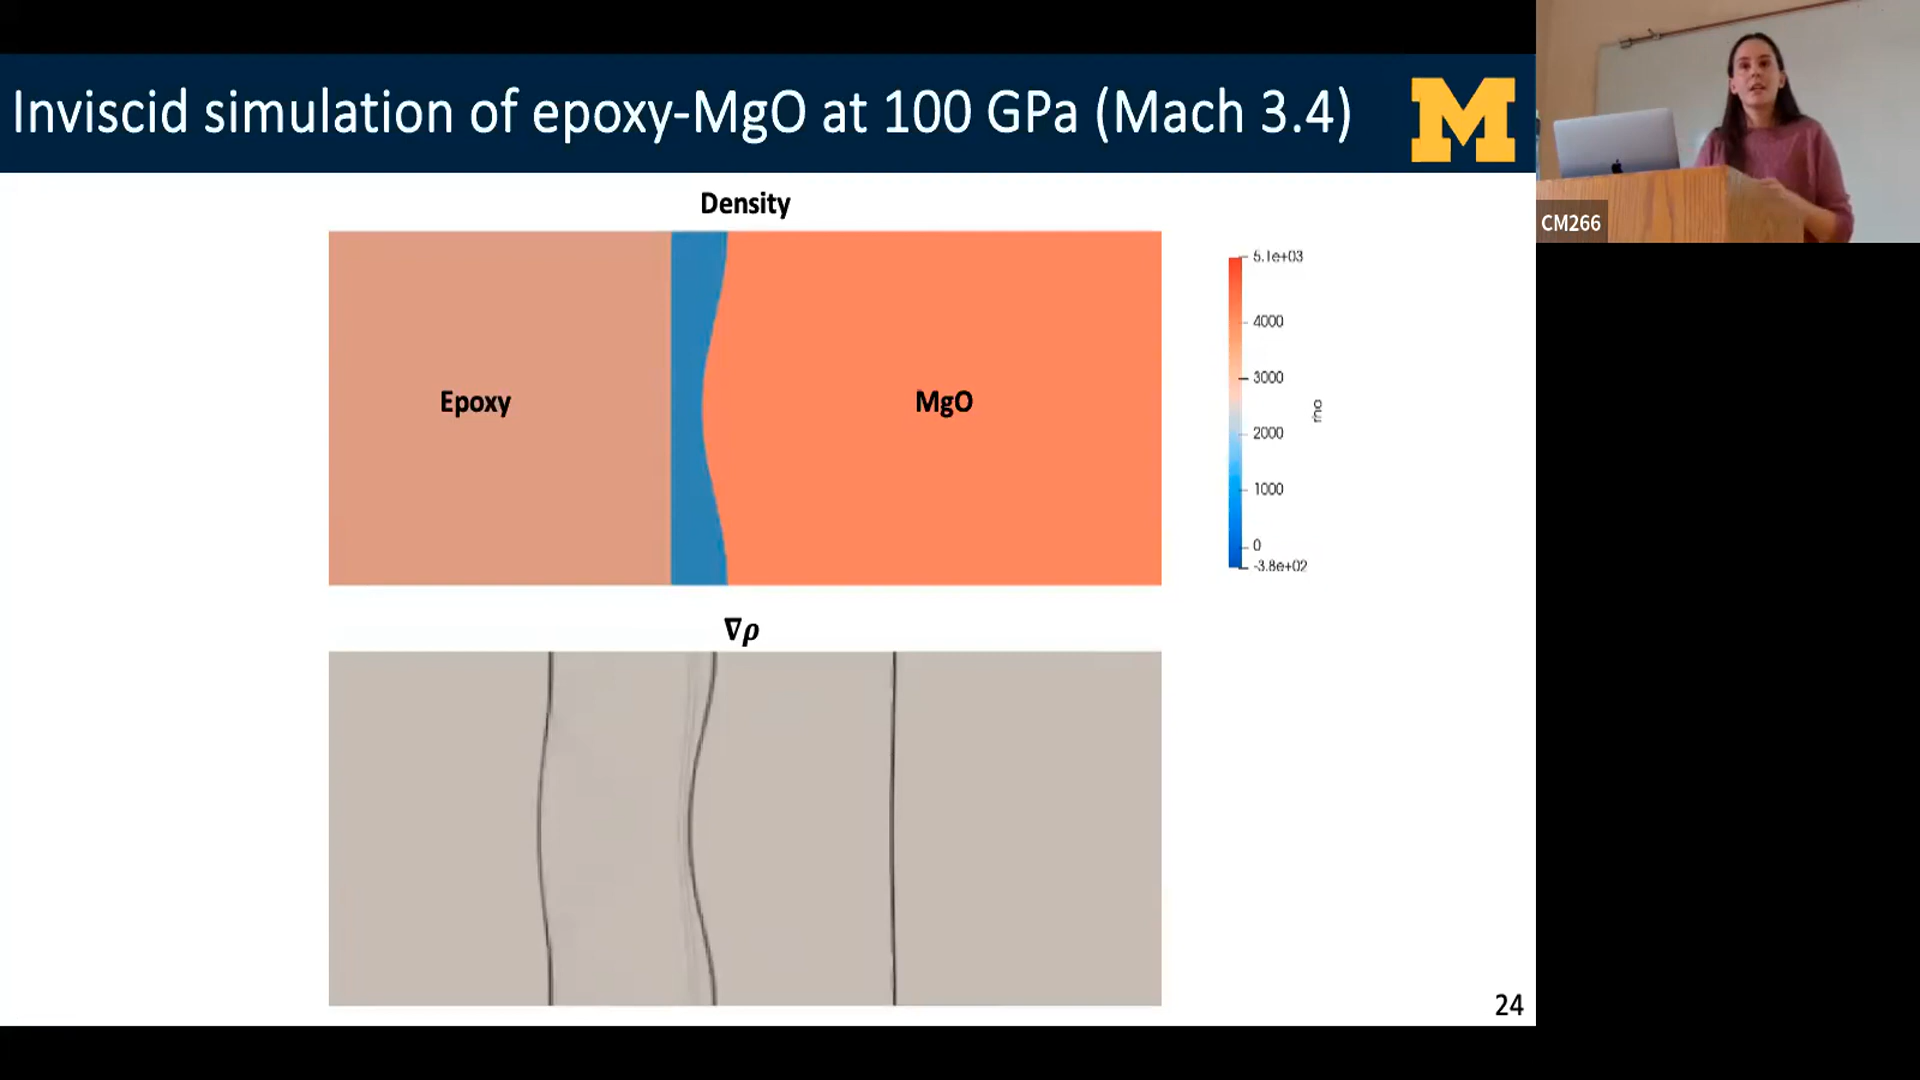 Inviscid simulation of epoxy-MgO at 100 GPa (Mach 3.4)
M
CM266
Density
Epoxy
MgO
5.1e+03
4000
3000
2000
1000
0
-3.8e+02
rho
∇ρ
24